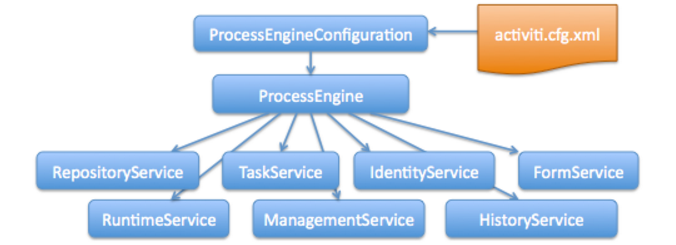 ProcessEngineConfiguration
activiti.cfg.xml
ProcessEngine
RepositoryService
TaskService
IdentityService
FormService
RuntimeService
ManagementService
HistoryService